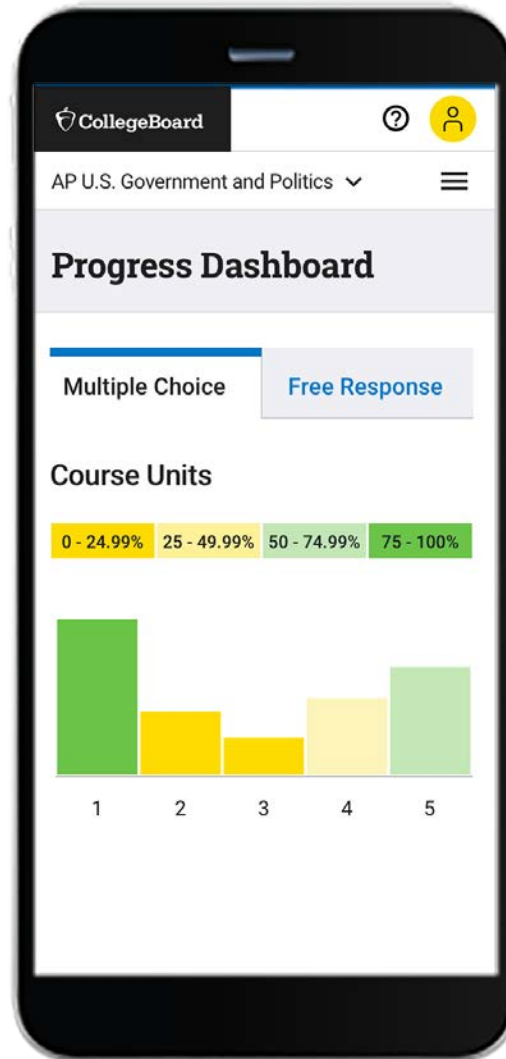 CollegeBoard
AP U.S. Government and Politics
Progress Dashboard
Multiple Choice Free Response
Course Units
0 - 24.99% 25 - 49.99% 50 - 74.99% 75 - 100%
1 2 3 4 5